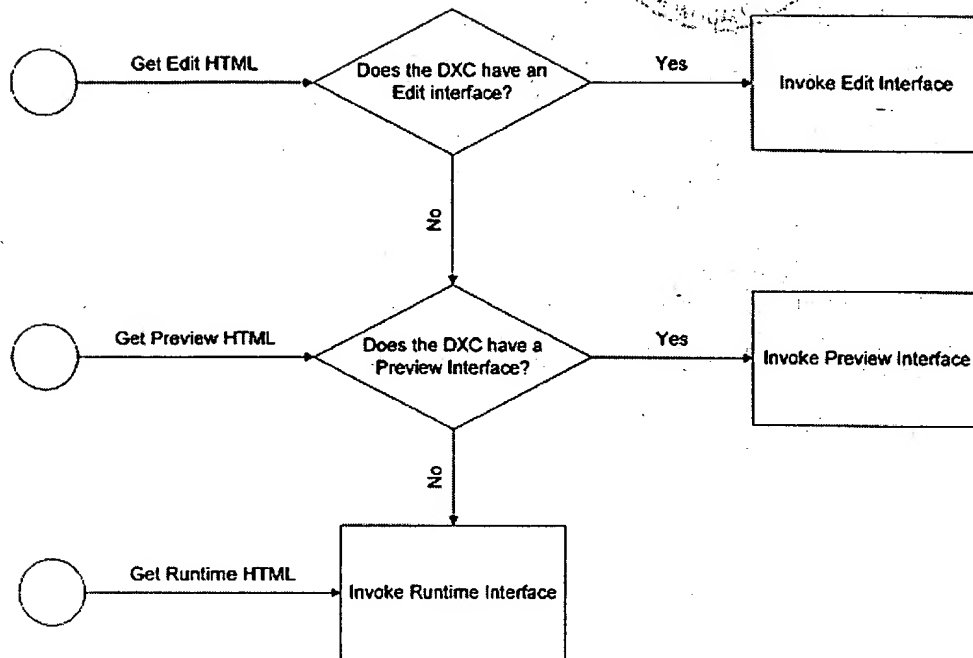 Get Edit HTML
Does the DXC have an
Edit interface?
Yes
Invoke Edit Interface
No
Get Preview HTML
Does the DXC have a
Preview Interface?
Yes
Invoke Preview Interface
No
Get Runtime HTML
Invoke Runtime Interface